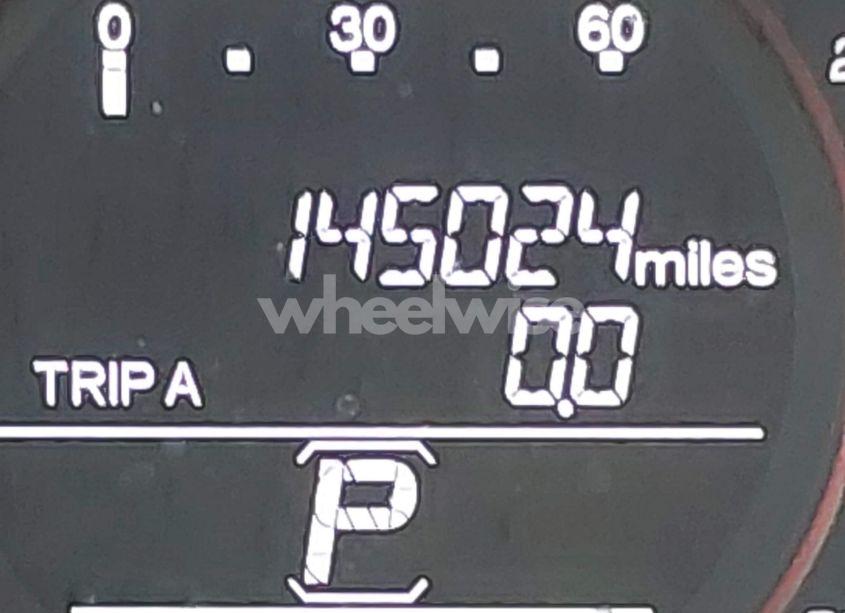 0 30 60
145024 miles
wheelwise
TRIP A 0.0
P